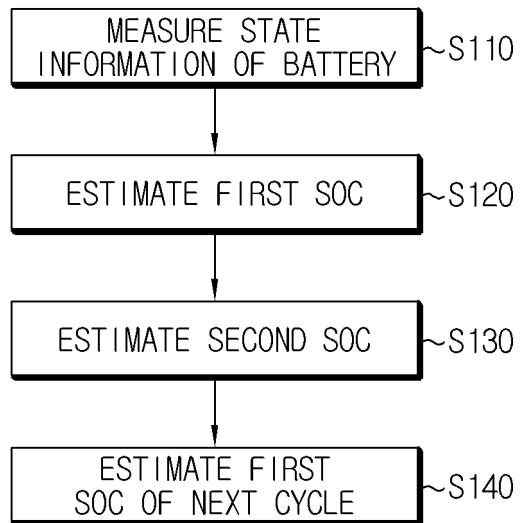 MEASURE STATE
INFORMATION OF BATTERY
~S110
ESTIMATE FIRST SOC
~S120
ESTIMATE SECOND SOC
~S130
ESTIMATE FIRST
SOC OF NEXT CYCLE
~S140